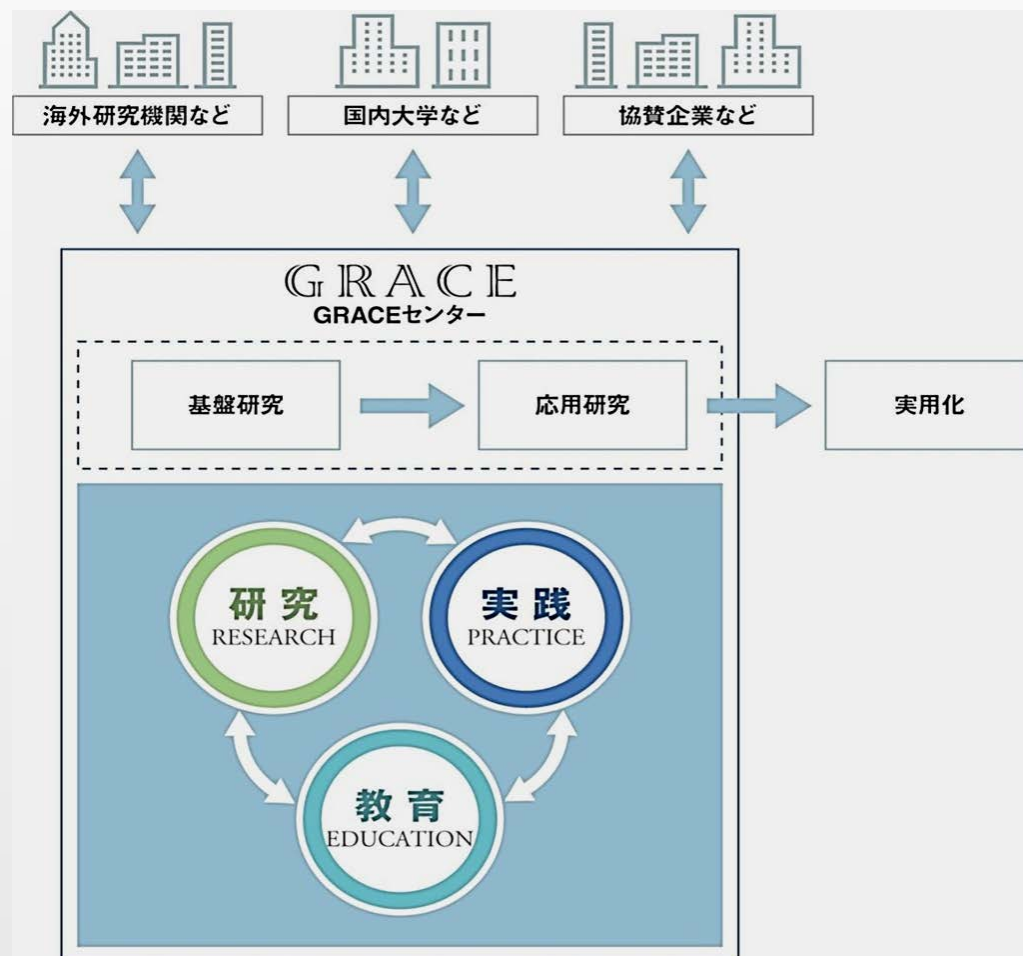 海外研究機関など
国内大学など
協賛企業など
GRACE
GRACEセンター
基盤研究
応用研究
実用化
研究
RESEARCH
実践
PRACTICE
教育
EDUCATION